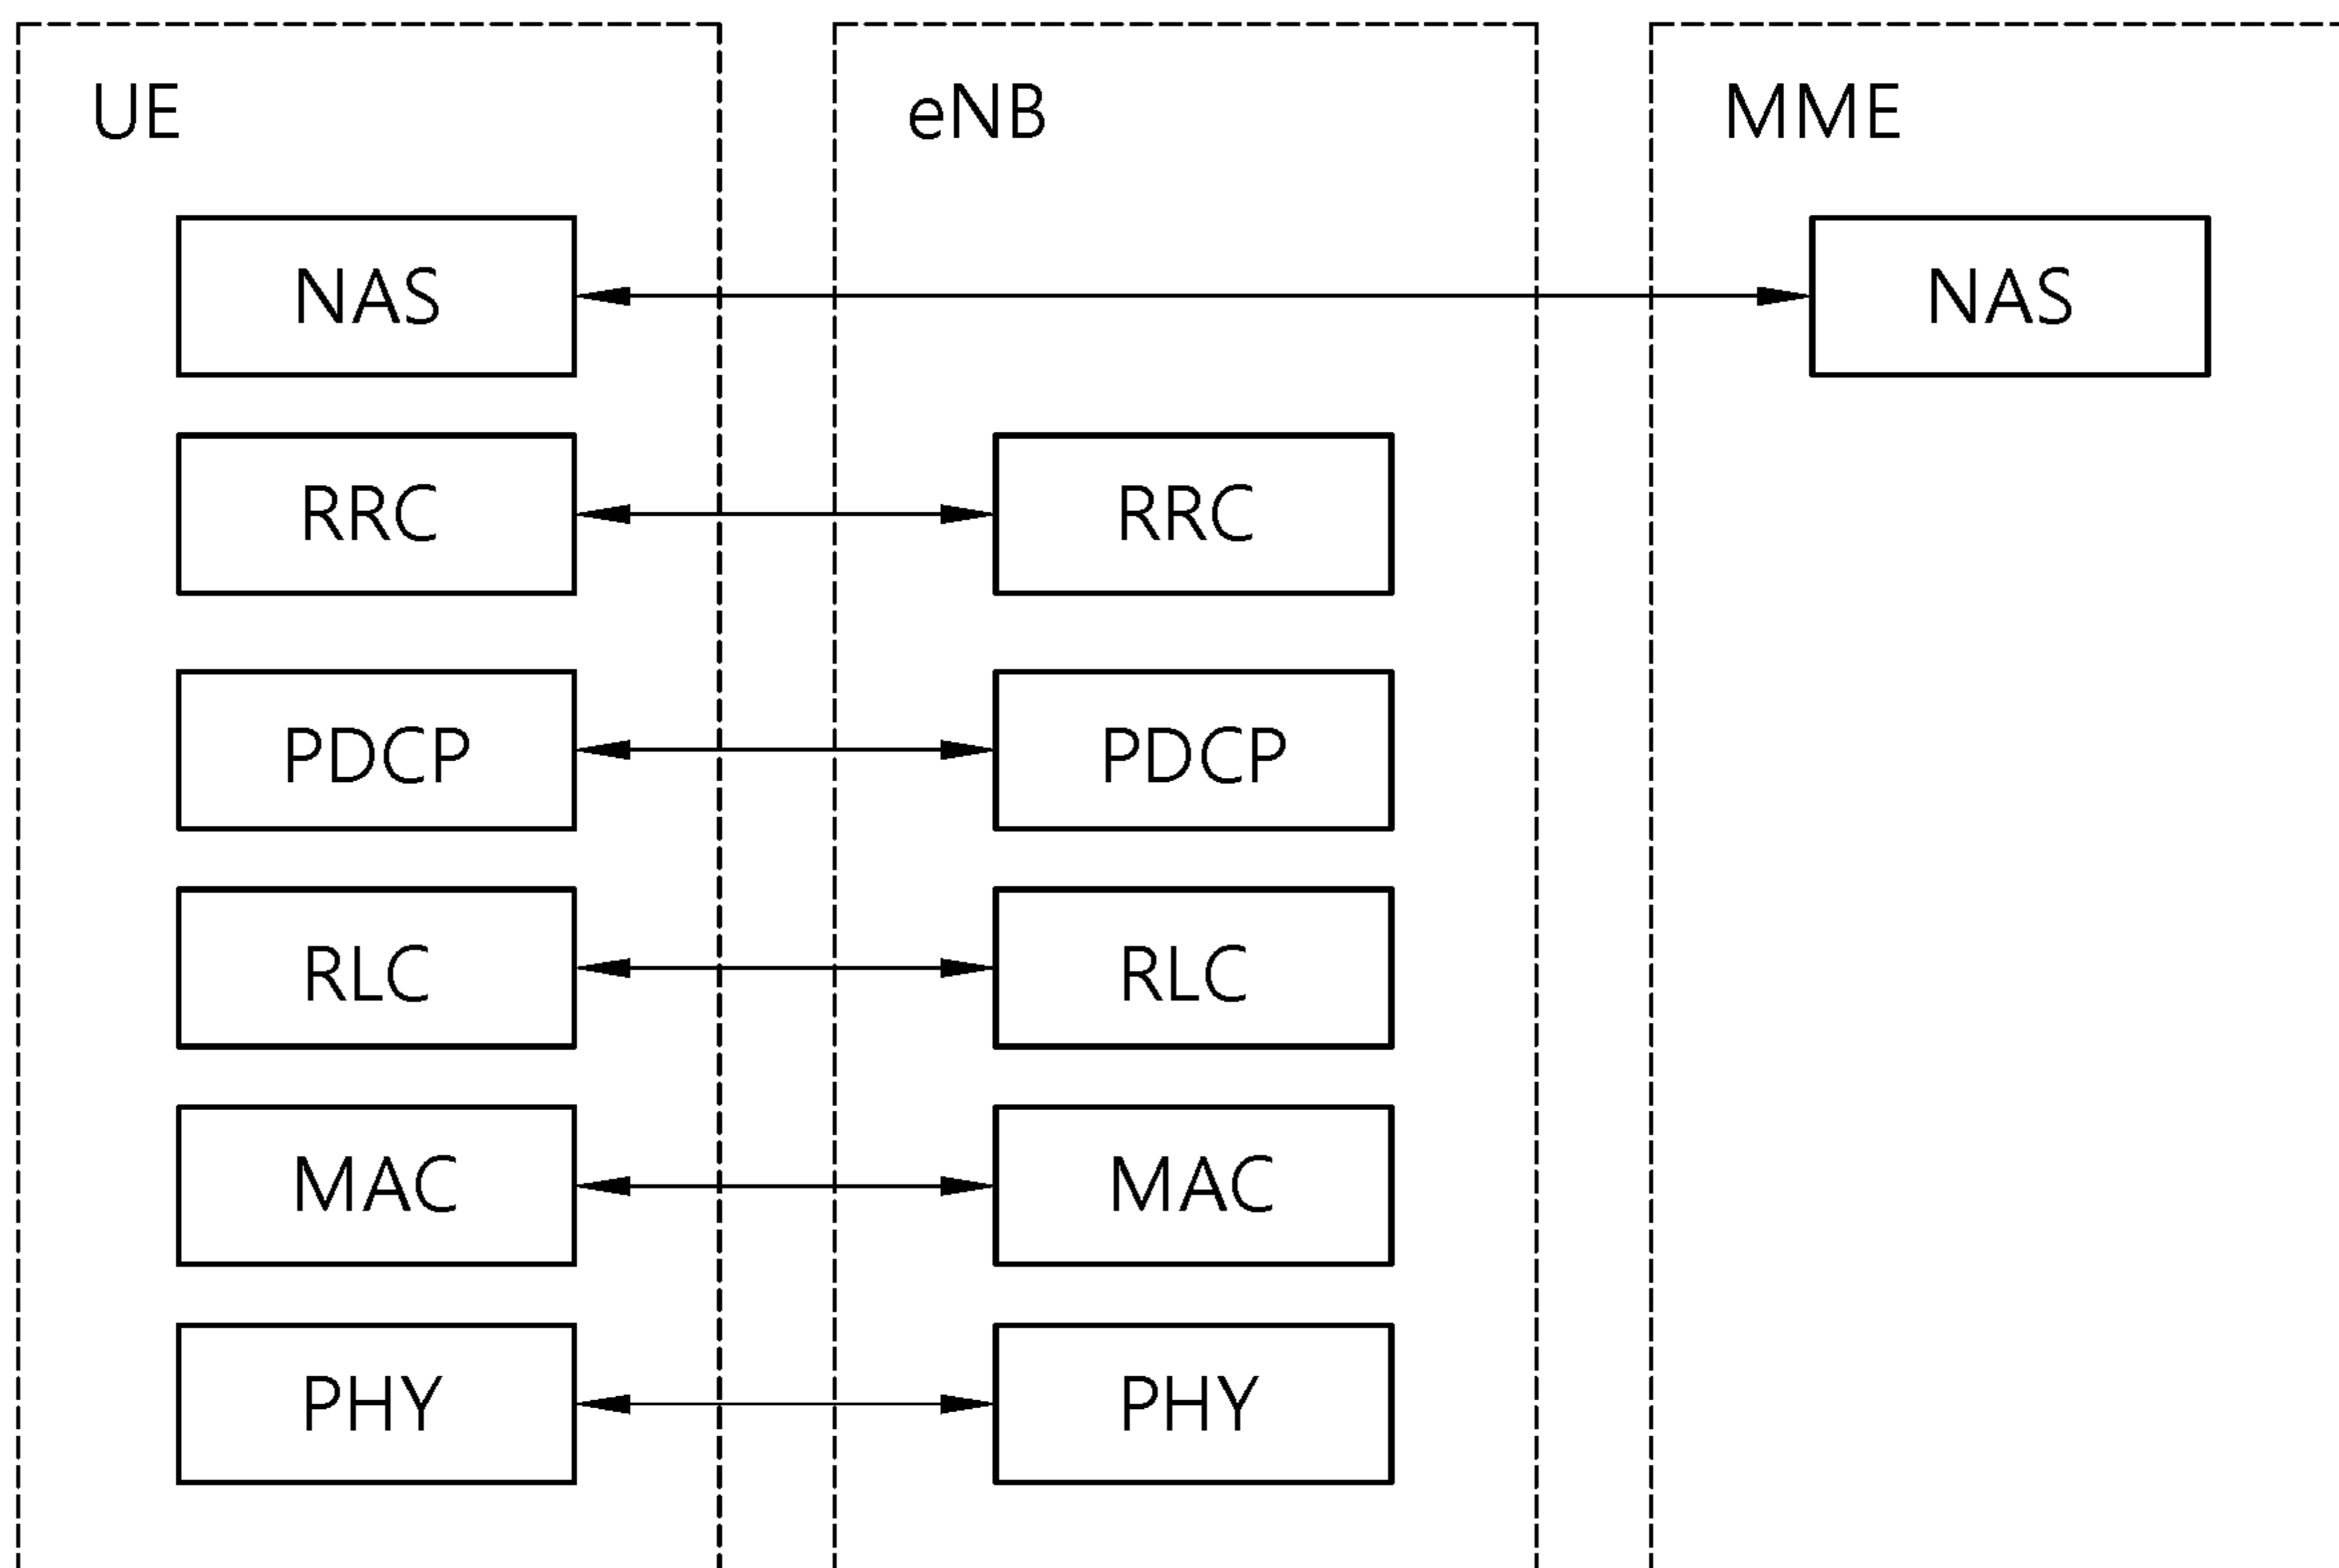 UE eNB MME
NAS NAS
RRC RRC
PDCP PDCP
RLC RLC
MAC MAC
PHY PHY